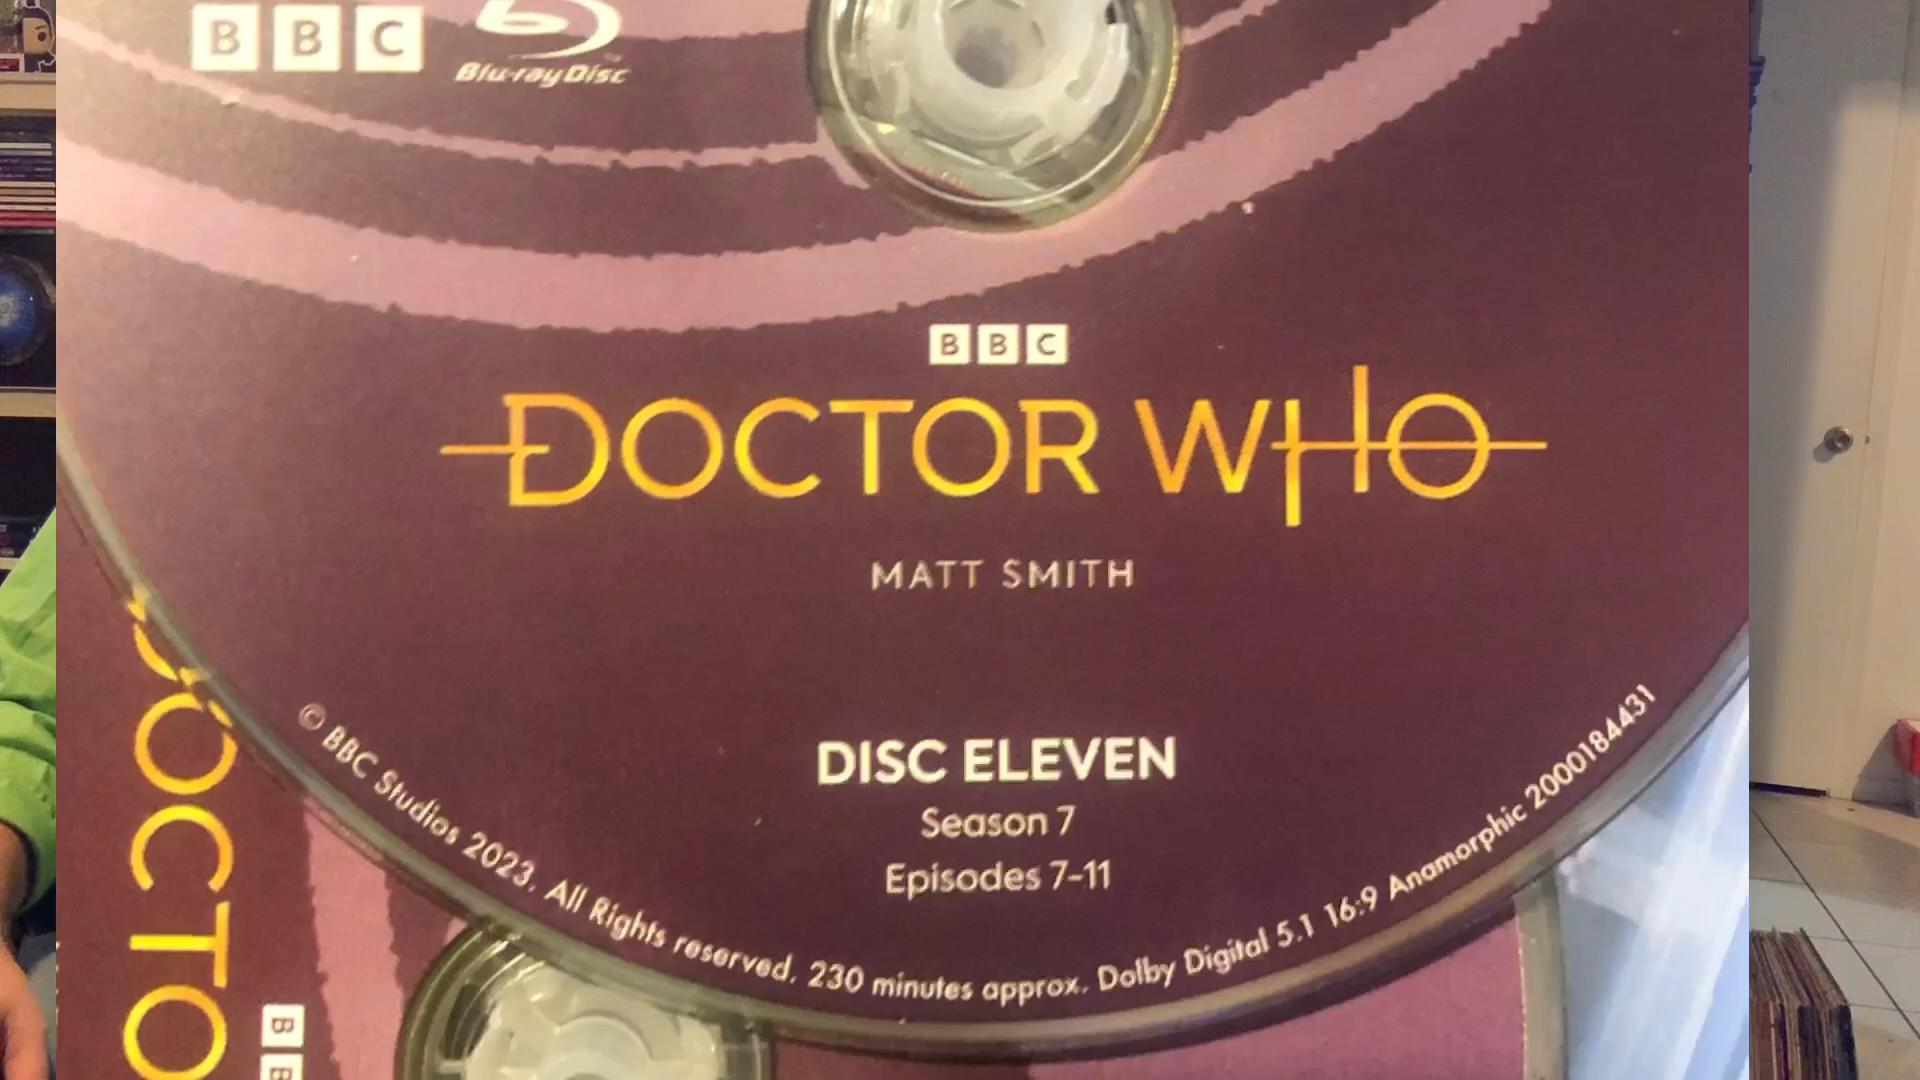 BBC
Blu-ray Disc
BBC
DOCTOR WHO
MATT SMITH
DISC ELEVEN
Season 7
Episodes 7-11
© BBC Studios 2023. All Rights reserved. 230 minutes approx. Dolby Digital 5.1 16:9 Anamorphic 2000184431
DOCTO
BB